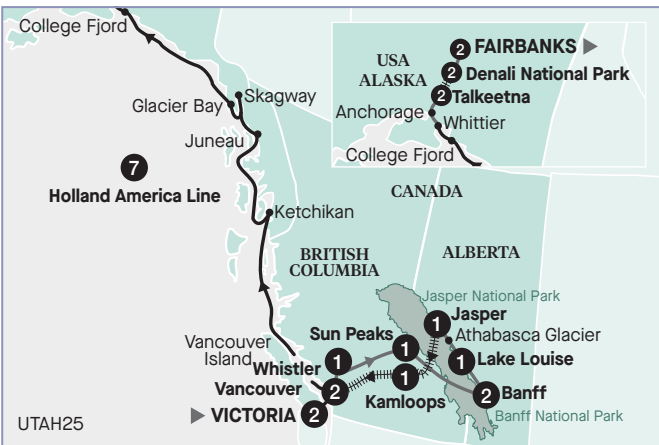 College Fjord
Glacier Bay
Skagway
Juneau
7
Holland America Line
Ketchikan
USA
ALASKA
2 FAIRBANKS
2 Denali National Park
2 Talkeetna
Anchorage
Whittier
College Fjord
CANADA
BRITISH
COLUMBIA
ALBERTA
Jasper National Park
1 Jasper
Athabasca Glacier
Sun Peaks 1
1 Lake Louise
Vancouver
Island
Whistler 1
Vancouver 2
1
Kamloops
2 Banff
Banff National Park
VICTORIA 2
UTAH25